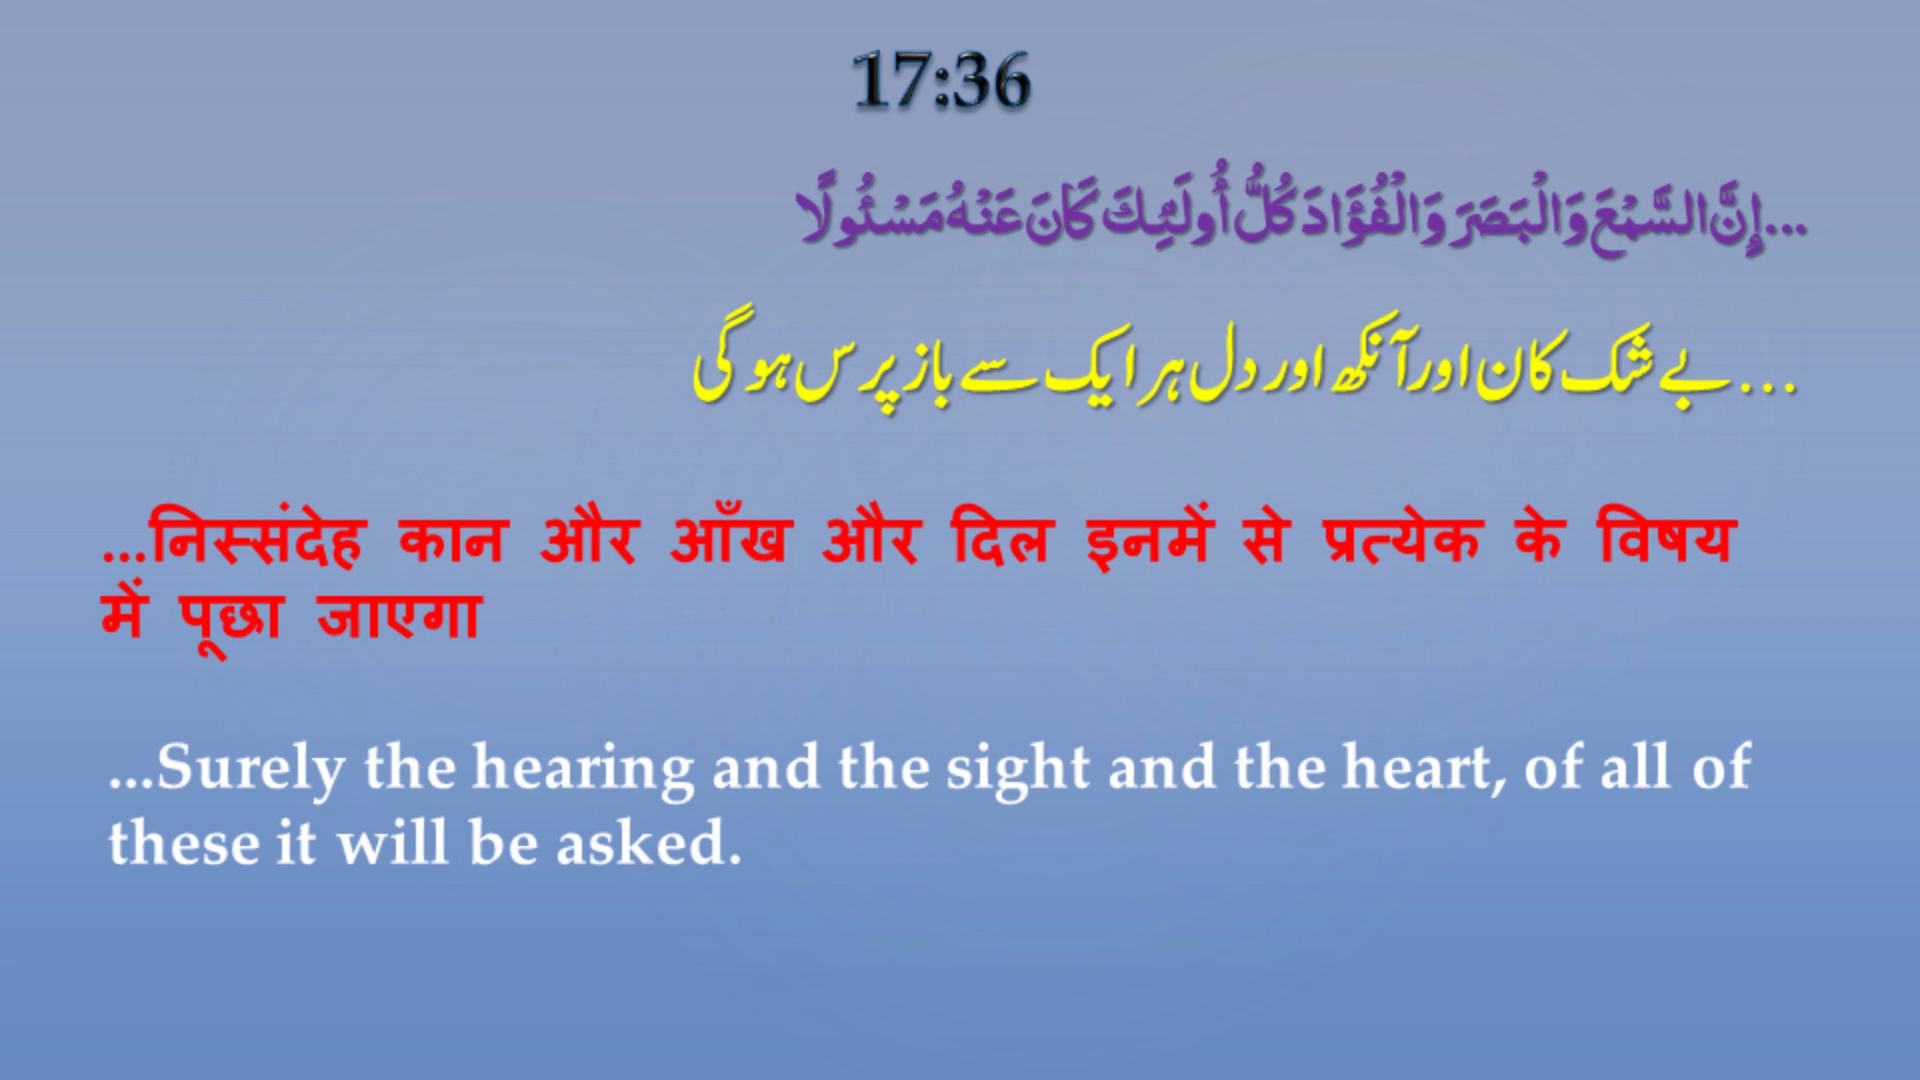 17:36
...إِنَّ السَّمْعَ وَالْبَصَرَ وَالْفُؤَادَ كُلُّ أُولَئِكَ كَانَ عَنْهُ مَسْئُولًا
...بے شک کان اور آنکھ اور دل ہر ایک سے باز پرس ہو گی
...निस्संदेह कान और आँख और दिल इनमें से प्रत्येक के विषय
में पूछा जाएगा
...Surely the hearing and the sight and the heart, of all of
these it will be asked.